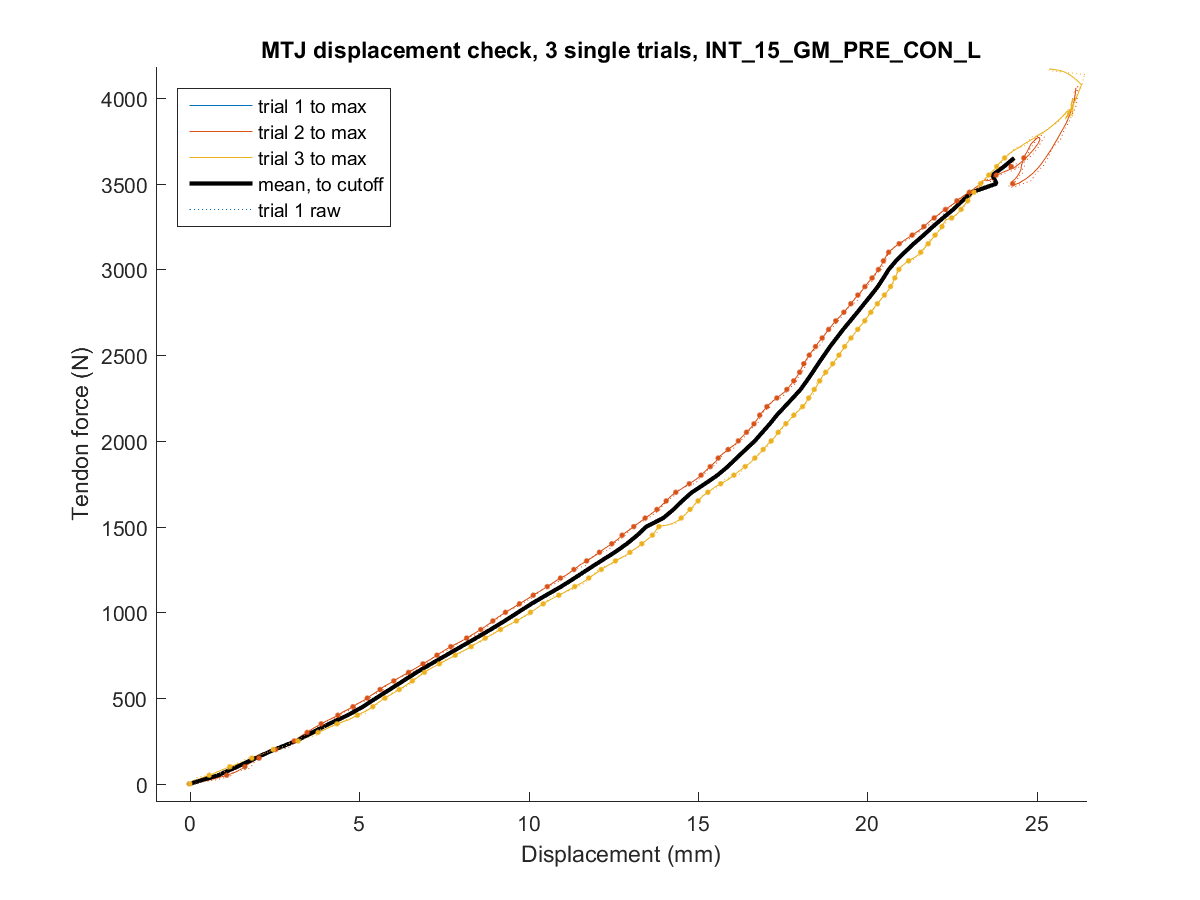 MTJ displacement check, 3 single trials, INT_15_GM_PRE_CON_L
trial 1 to max
trial 2 to max
trial 3 to max
mean, to cutoff
trial 1 raw
4000
3500
3000
2500
2000
1500
1000
500
0
Tendon force (N)
0 5 10 15 20 25
Displacement (mm)